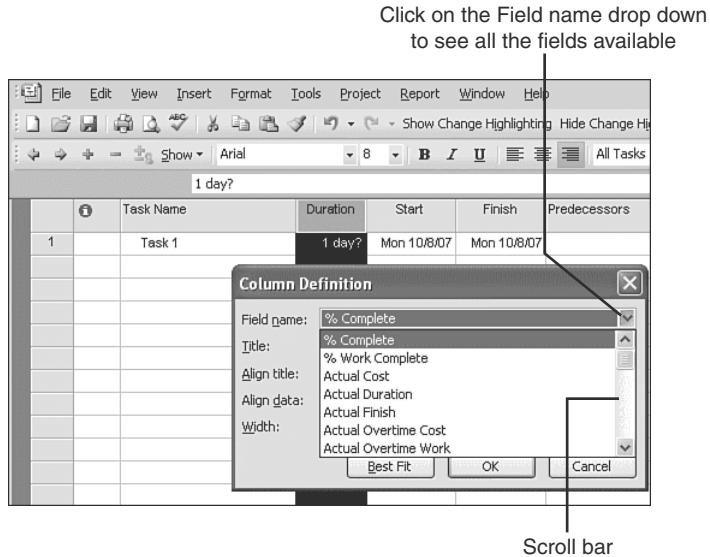 Click on the Field name drop down
to see all the fields available
File Edit View Insert Format Tools Project Report Window Help
ABC Show Change Highlighting Hide Change
Show Arial 8 B I U All Tasks
1 day?
Task Name Duration Start Finish Predecessors
1 Task 1 1 day? Mon 10/8/07 Mon 10/8/07
Column Definition
Field name: % Complete
Title: % Complete
% Work Complete
Align title: Actual Cost
Actual Duration
Align data: Actual Finish
Width: Actual Overtime Cost
Actual Overtime Work
Best Fit OK Cancel
Scroll bar